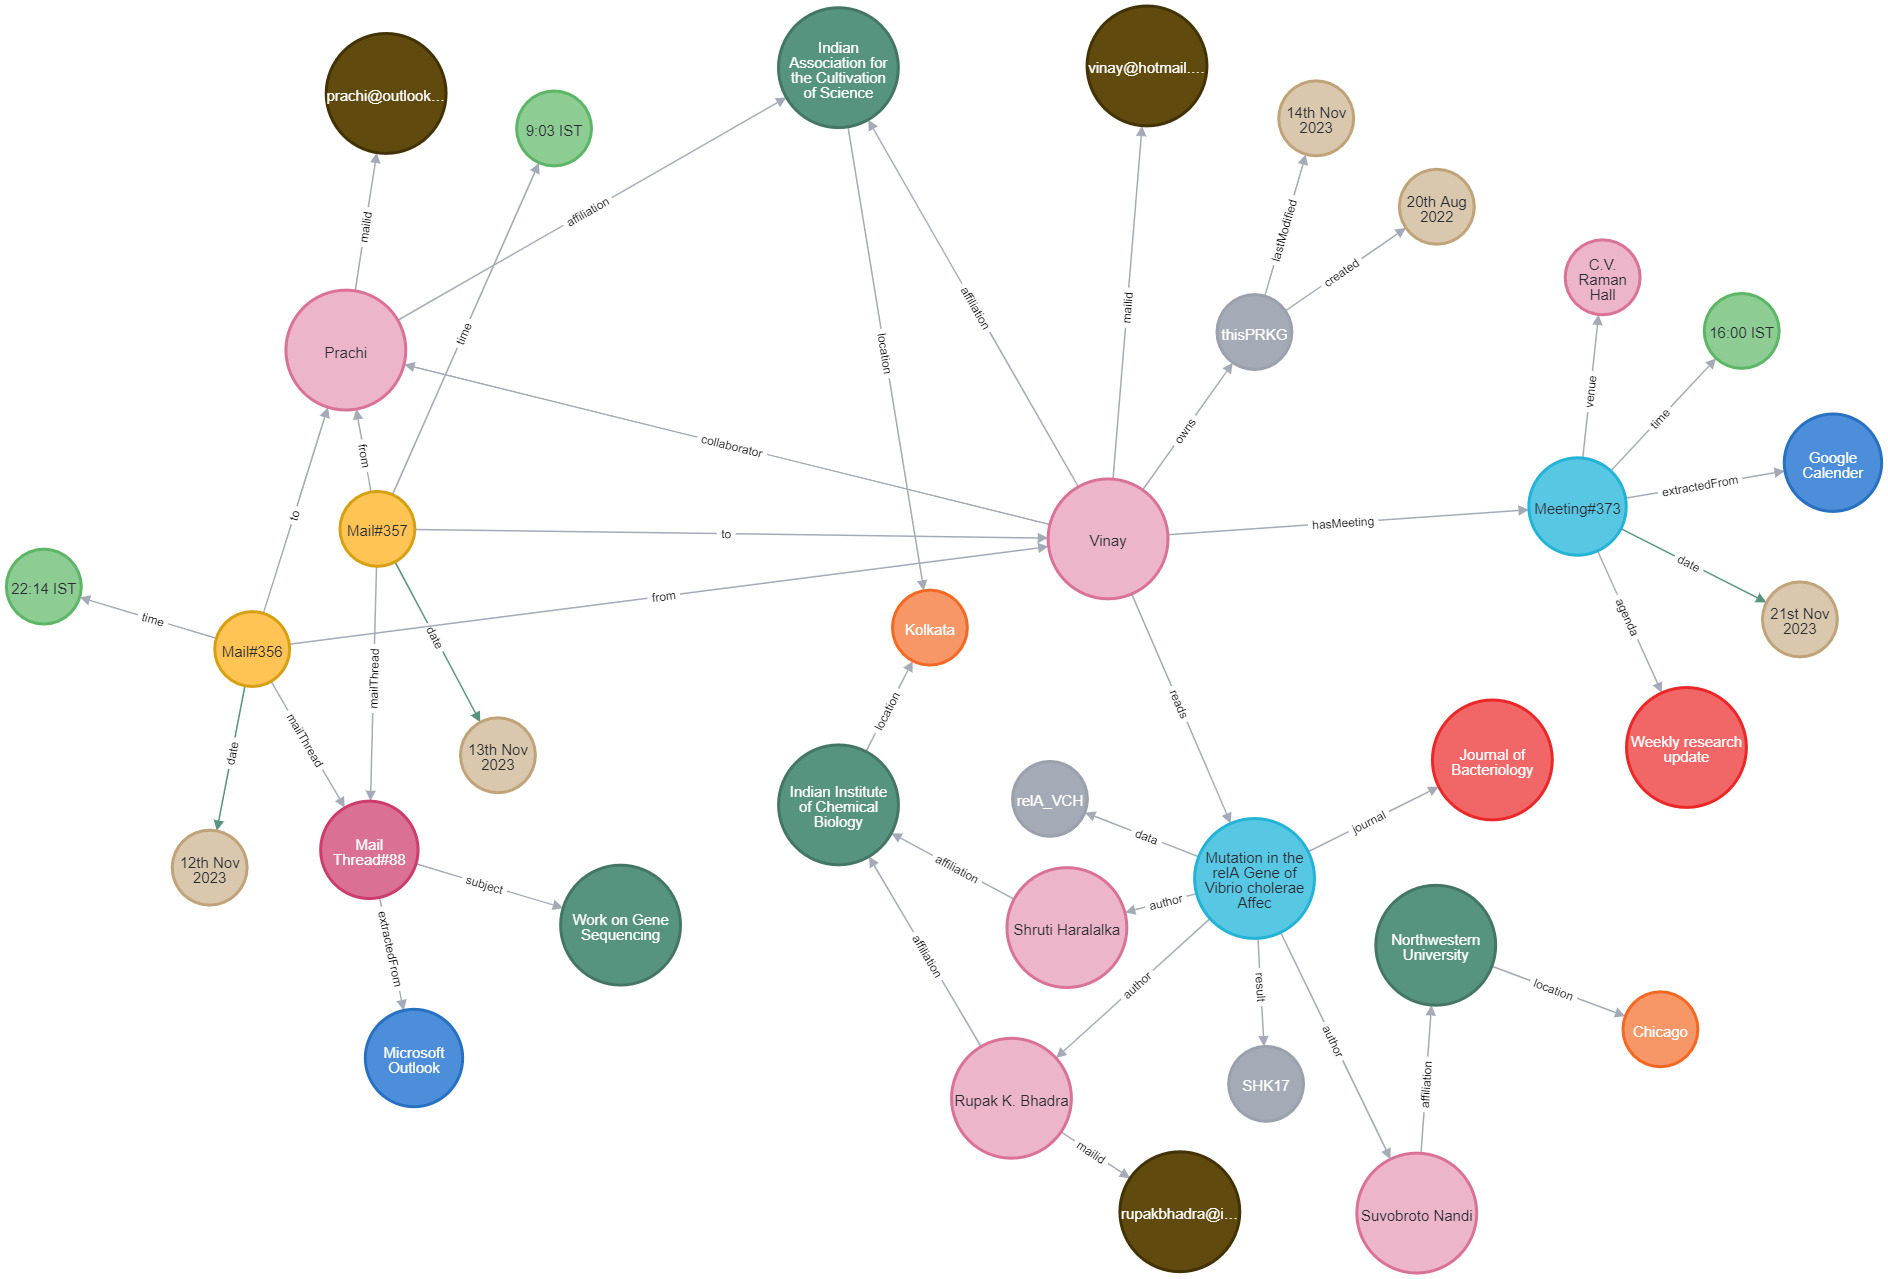 Indian
Association for
the Cultivation
of Science
vinay@hotmail....
prachi@outlook...
9:03 IST
14th Nov
2023
20th Aug
2022
mailid
affiliation
lastModified
created
C.V.
Raman
Hall
time
affiliation
mailid
thisPRKG
16:00 IST
Prachi
location
venue
time
collaborator
owns
from
Google
Calender
extractedFrom
to
Mail#357
to
Vinay
hasMeeting
Meeting#373
date
22:14 IST
time
from
Kolkata
agenda
21st Nov
2023
Mail#356
date
mailThread
reads
location
date
mailThread
13th Nov
2023
Weekly research
update
Journal of
Bacteriology
Indian Institute
of Chemical
Biology
relA_VCH
data
journal
12th Nov
2023
Mail
Thread#88
subject
affiliation
Mutation in the
relA Gene of
Vibrio cholerae
Affec
author
Work on Gene
Sequencing
Shruti Haralalka
Northwestern
University
extractedFrom
affiliation
author
result
location
author
Chicago
Microsoft
Outlook
SHK17
affiliation
Rupak K. Bhadra
mailid
rupakbhadra@i...
Suvobroto Nandi